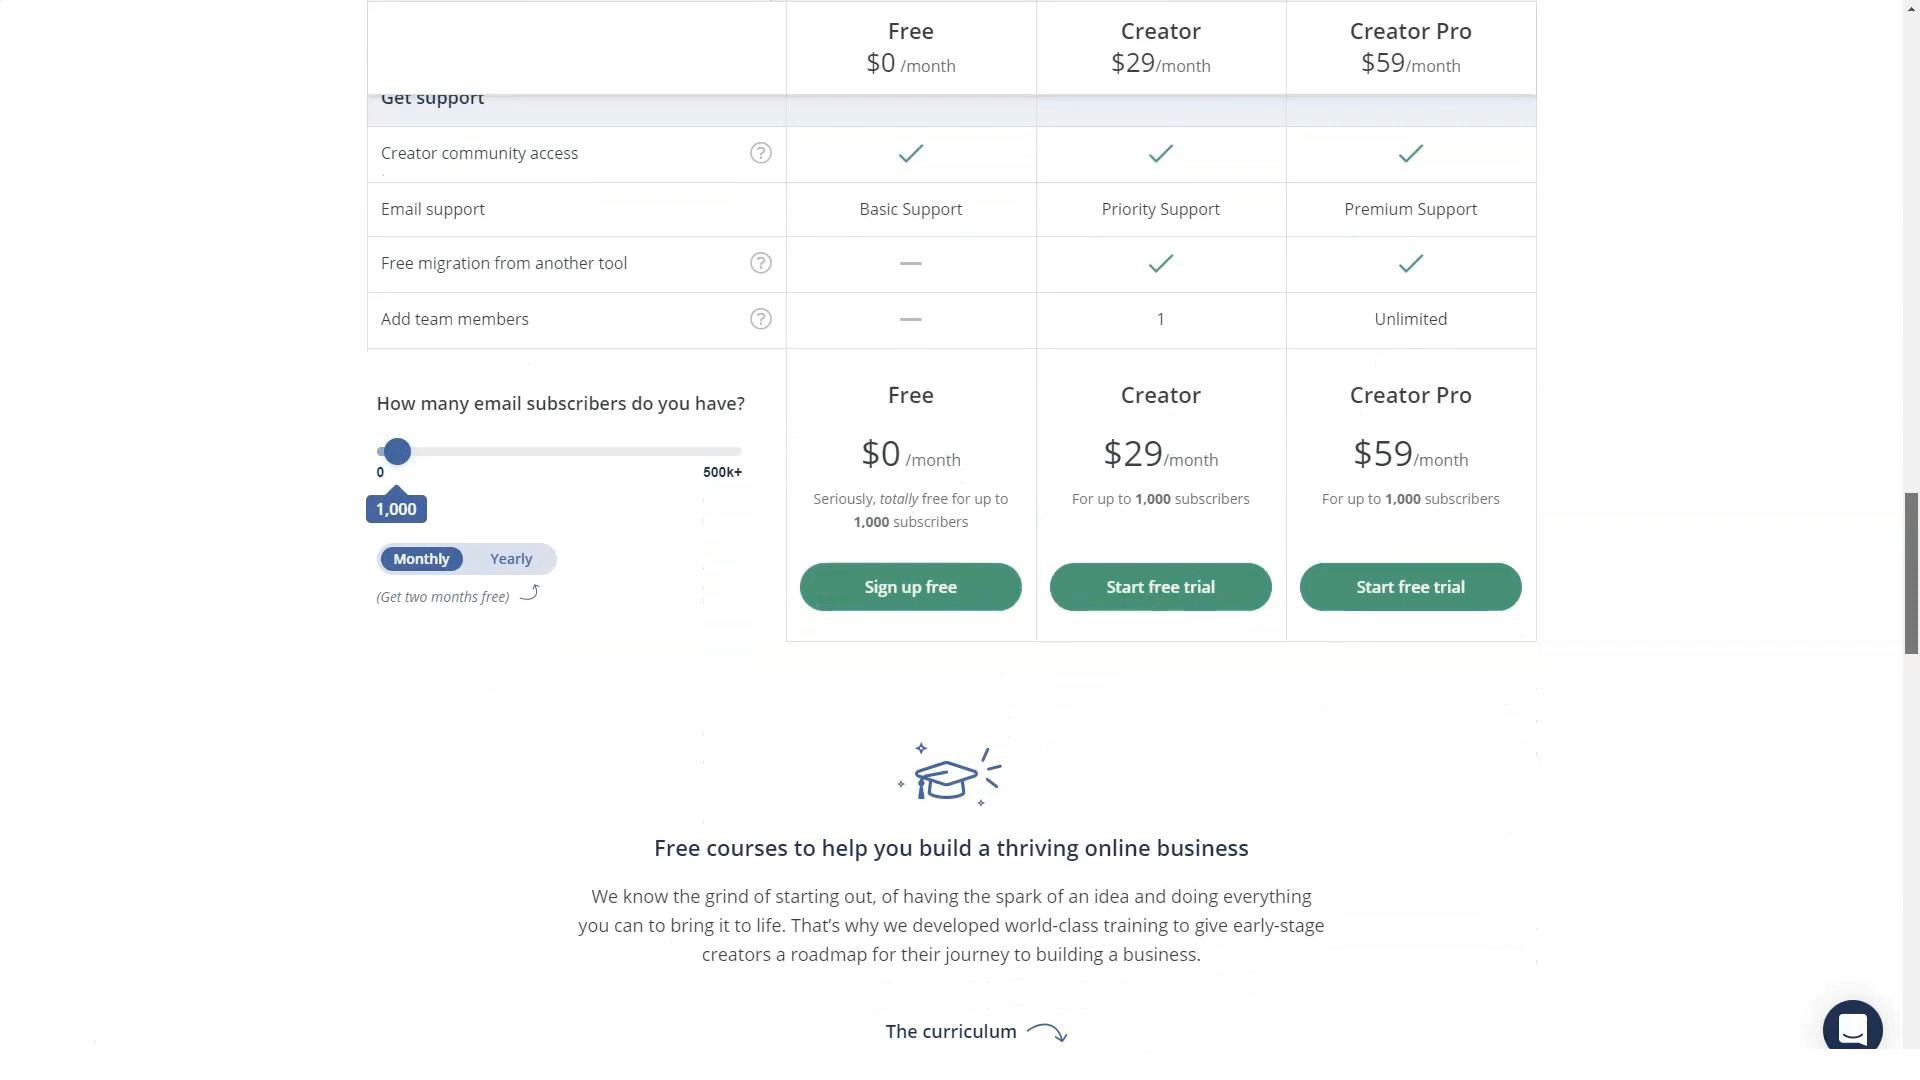 Free
Creator
Creator Pro
$0 /month
$29/month
$59/month
Get support
Creator community access ?
Email support
Basic Support
Priority Support
Premium Support
Free migration from another tool ?
Add team members ?
1
Unlimited
How many email subscribers do you have?
0
500k+
1,000
Monthly
Yearly
(Get two months free)
Free
$0 /month
Seriously, totally free for up to
1,000 subscribers
Sign up free
Creator
$29/month
For up to 1,000 subscribers
Start free trial
Creator Pro
$59/month
For up to 1,000 subscribers
Start free trial
Free courses to help you build a thriving online business
We know the grind of starting out, of having the spark of an idea and doing everything
you can to bring it to life. That’s why we developed world-class training to give early-stage
creators a roadmap for their journey to building a business.
The curriculum